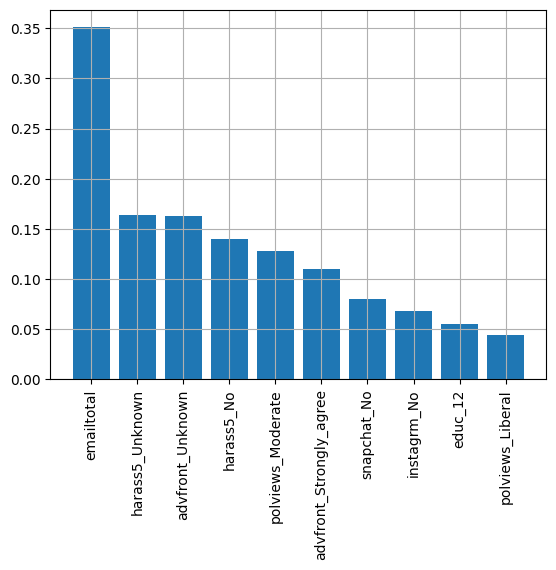 0.35
0.30
0.25
0.20
0.15
0.10
0.05
0.00
emailtotal
harass5_Unknown
advfront_Unknown
harass5_No
polviews_Moderate
advfront_Strongly_agree
snapchat_No
instagrm_No
educ_12
polviews_Liberal